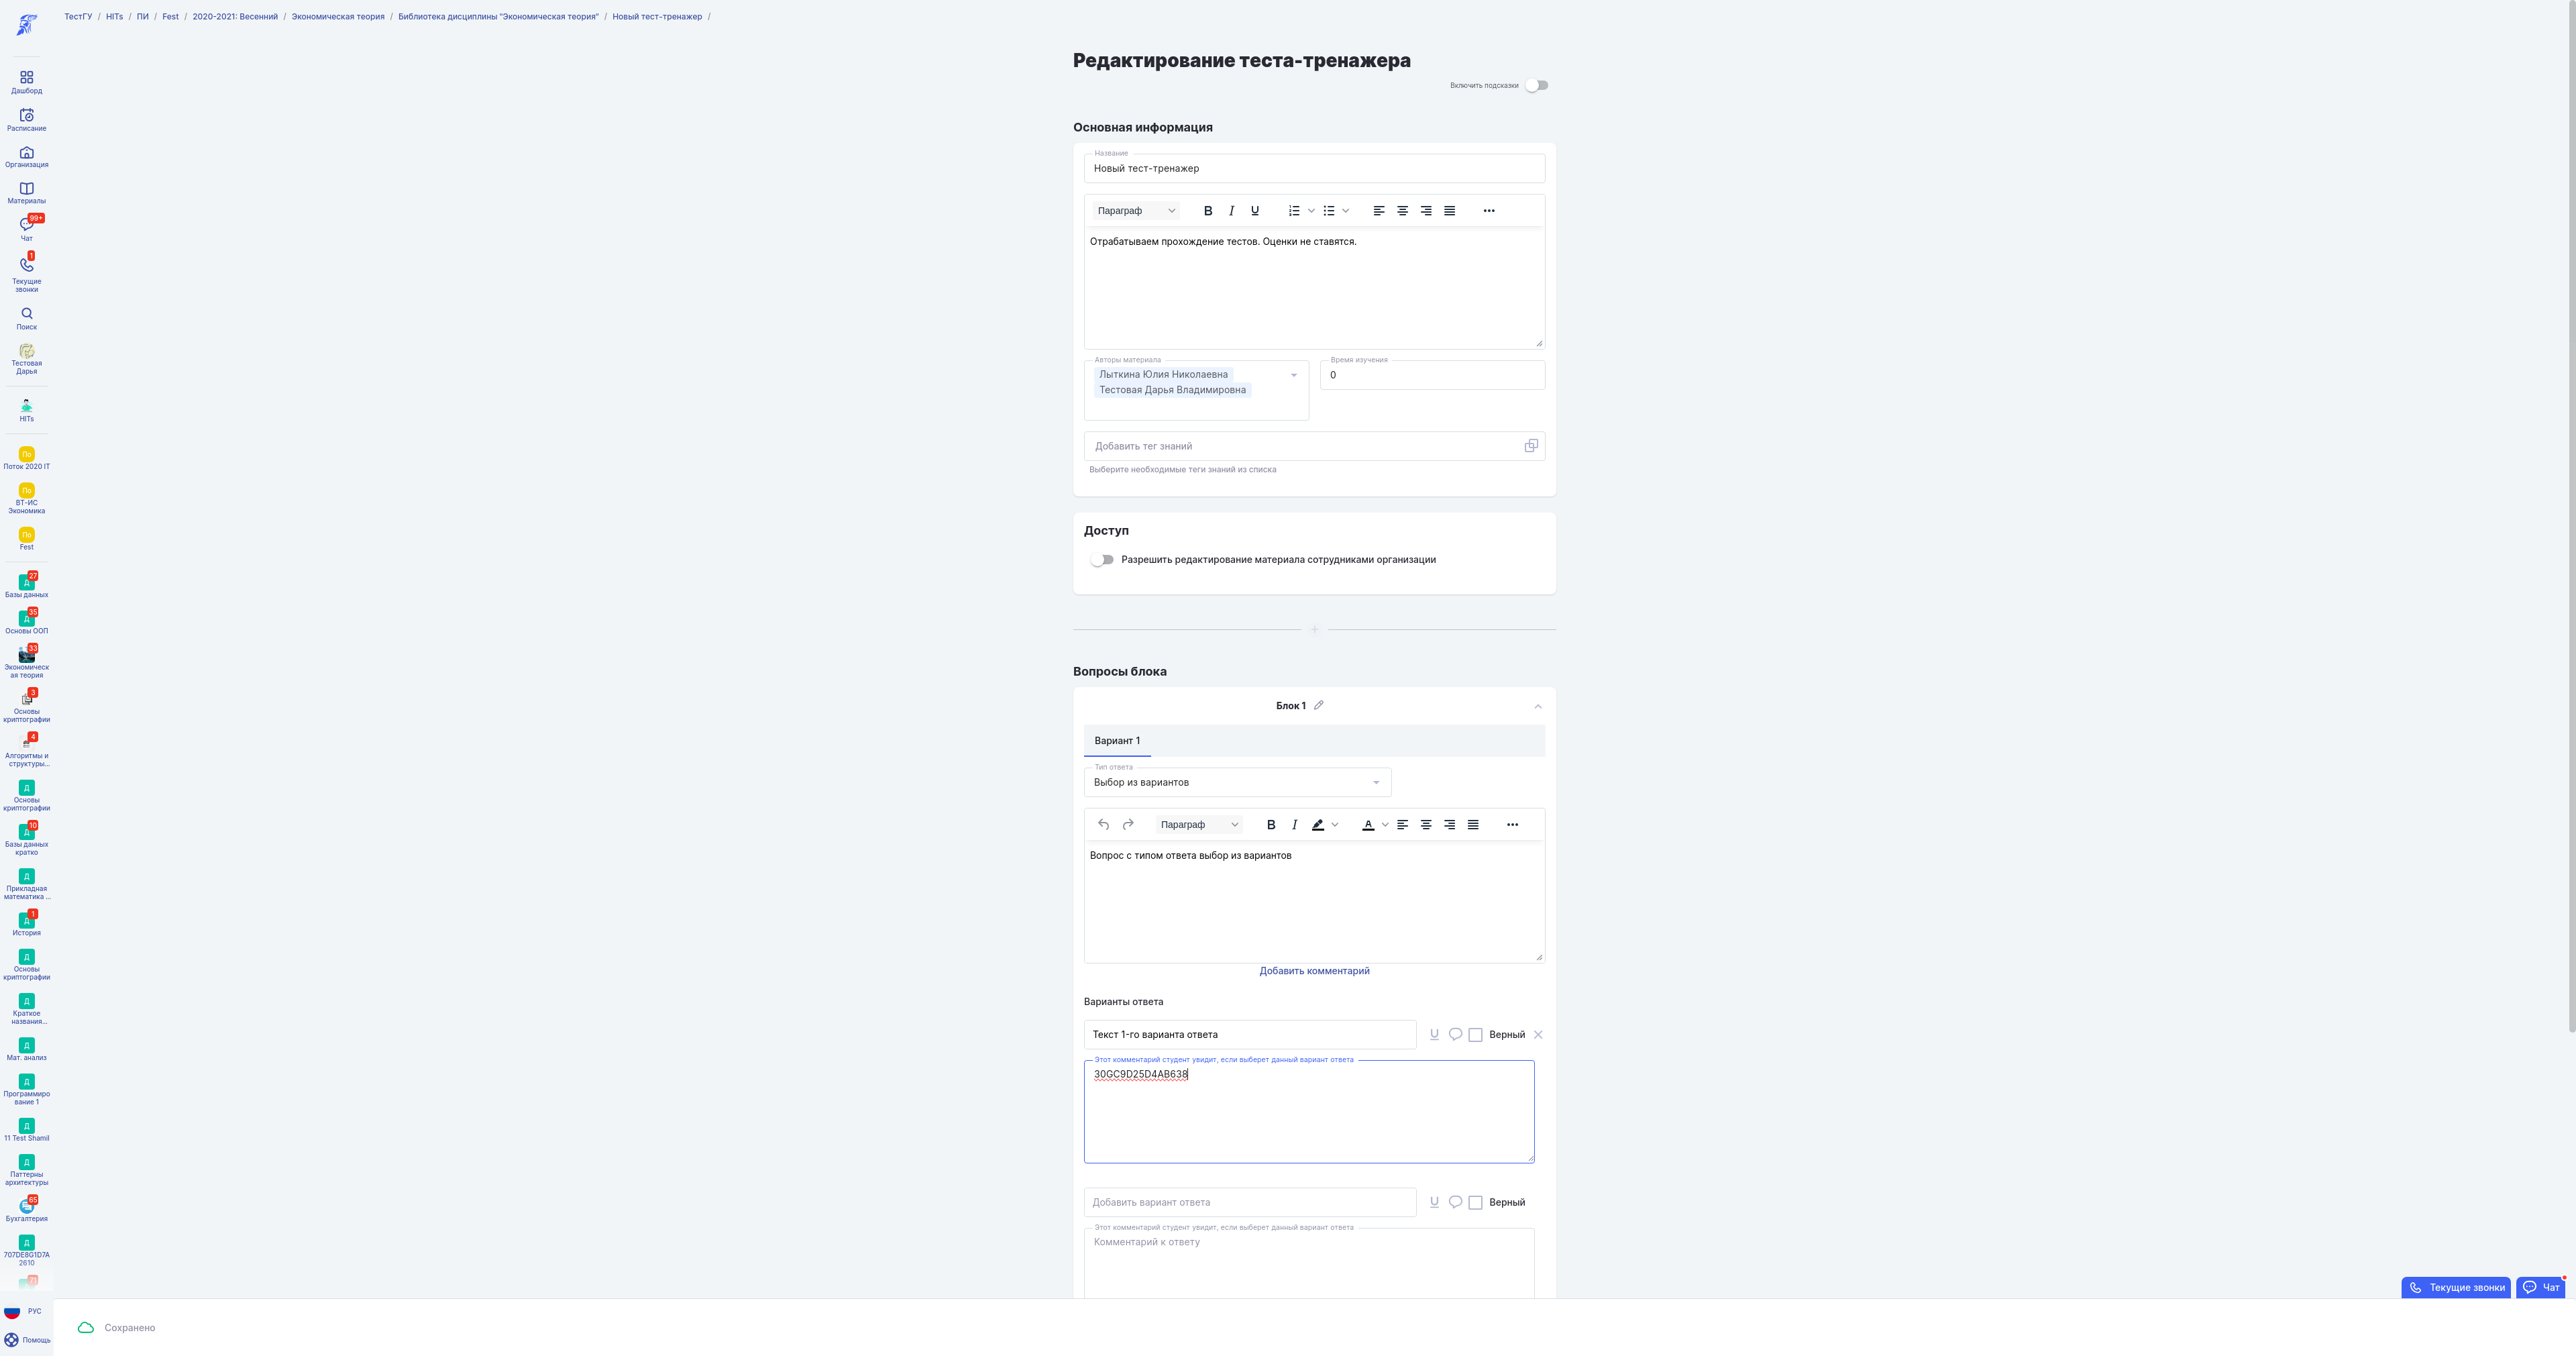 ТестГУ / HITs / ПИ / Fest / 2020-2021: Весенний / Экономическая теория / Библиотека дисциплины "Экономическая теория" / Новый тест-тренажер /
Дашборд
Расписание
Организация
Материалы
99+
Чат
1
Текущие
звонки
Поиск
Тестовая
Дарья
HITs
По
Поток 2020 IT
По
ВТ-ИС
Экономика
По
Fest
Д 27
Базы данных
Д 35
Основы ООП
33
Экономическ
ая теория
3
Основы
криптографии
4
Алгоритмы и
структуры...
Д
Основы
криптографии
Д 10
Базы данных
кратко
Д
Прикладная
математика ...
Д 1
История
Д
Основы
криптографии
Д
Краткое
названия...
Д
Мат. анализ
Д
Программиро
вание 1
Д
11 Test Shamil
Д
Паттерны
архитектуры
65
Бухгалтерия
Д
707DE8G1D7A
2610
21
РУС
Помощь
Редактирование теста-тренажера
Включить подсказки
Основная информация
Название
Новый тест-тренажер
Параграф
Отрабатываем прохождение тестов. Оценки не ставятся.
Авторы материала
Лыткина Юлия Николаевна
Тестовая Дарья Владимировна
Время изучения
0
Добавить тег знаний
Выберите необходимые теги знаний из списка
Доступ
Разрешить редактирование материала сотрудниками организации
Вопросы блока
Блок 1
Вариант 1
Тип ответа
Выбор из вариантов
Параграф
Вопрос с типом ответа выбор из вариантов
Добавить комментарий
Варианты ответа
Текст 1-го варианта ответа
Верный
Этот комментарий студент увидит, если выберет данный вариант ответа
30GC9D25D4AB638
Добавить вариант ответа
Верный
Этот комментарий студент увидит, если выберет данный вариант ответа
Комментарий к ответу
Текущие звонки
Чат
Сохранено